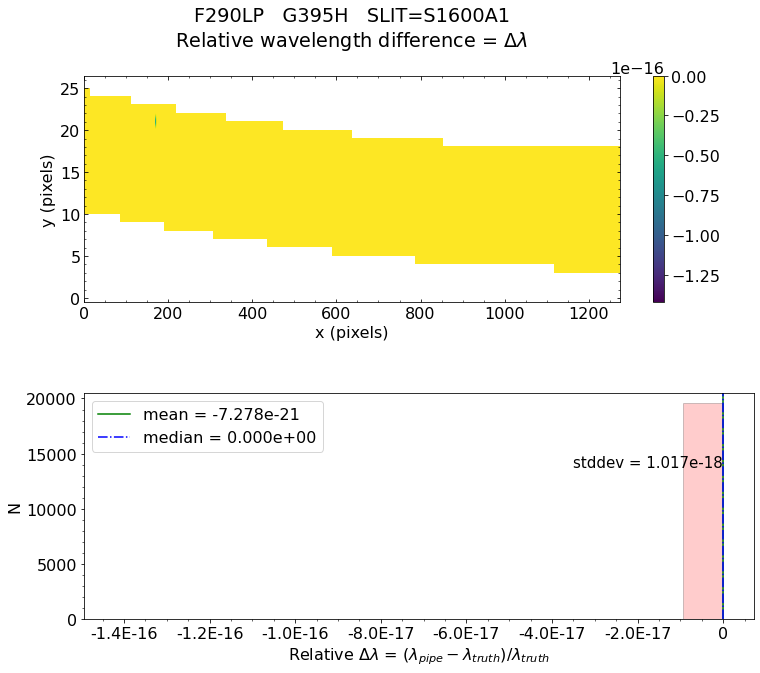 F290LP   G395H   SLIT=S1600A1
Relative wavelength difference = Δλ
1e−16
25
20
15
10
5
0
y (pixels)
0 200 400 600 800 1000 1200
x (pixels)
0.00
−0.25
−0.50
−0.75
−1.00
−1.25
mean = -7.278e-21
median = 0.000e+00
stddev = 1.017e-18
20000
15000
10000
5000
0
N
-1.4E-16 -1.2E-16 -1.0E-16 -8.0E-17 -6.0E-17 -4.0E-17 -2.0E-17 0
Relative Δλ = (λpipe − λtruth)/λtruth